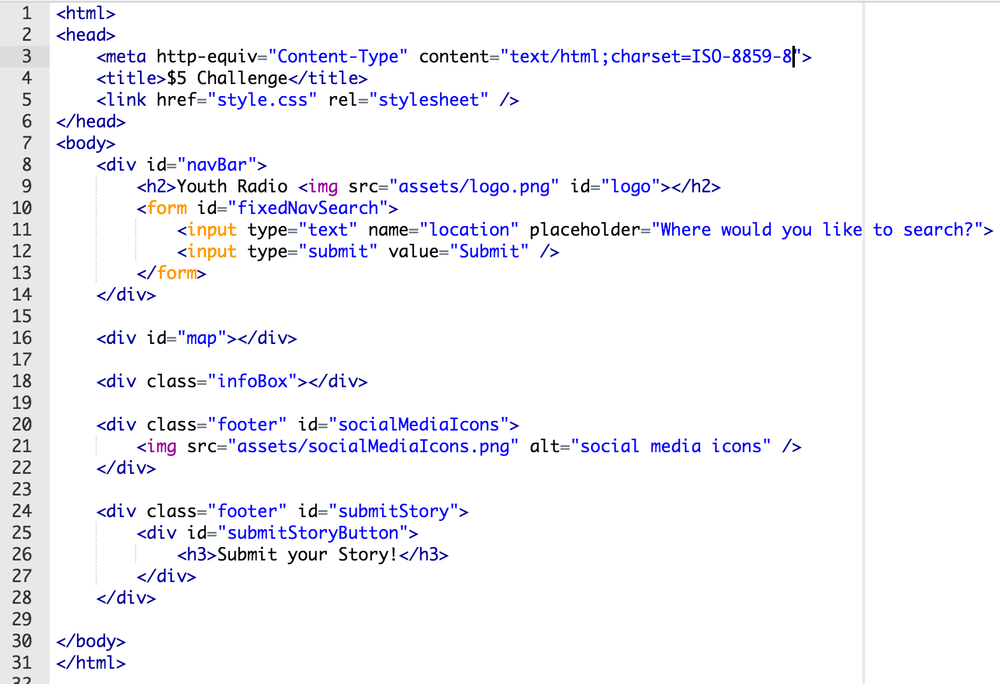 1 <html>
2 <head>
3     <meta http-equiv="Content-Type" content="text/html;charset=ISO-8859-8">
4     <title>$5 Challenge</title>
5     <link href="style.css" rel="stylesheet" />
6 </head>
7 <body>
8     <div id="navBar">
9         <h2>Youth Radio <img src="assets/logo.png" id="logo"></h2>
10         <form id="fixedNavSearch">
11             <input type="text" name="location" placeholder="Where would you like to search?">
12             <input type="submit" value="Submit" />
13         </form>
14     </div>
15
16     <div id="map"></div>
17
18     <div class="infoBox"></div>
19
20     <div class="footer" id="socialMediaIcons">
21         <img src="assets/socialMediaIcons.png" alt="social media icons" />
22     </div>
23
24     <div class="footer" id="submitStory">
25         <div id="submitStoryButton">
26             <h3>Submit your Story!</h3>
27         </div>
28     </div>
29
30 </body>
31 </html>
32